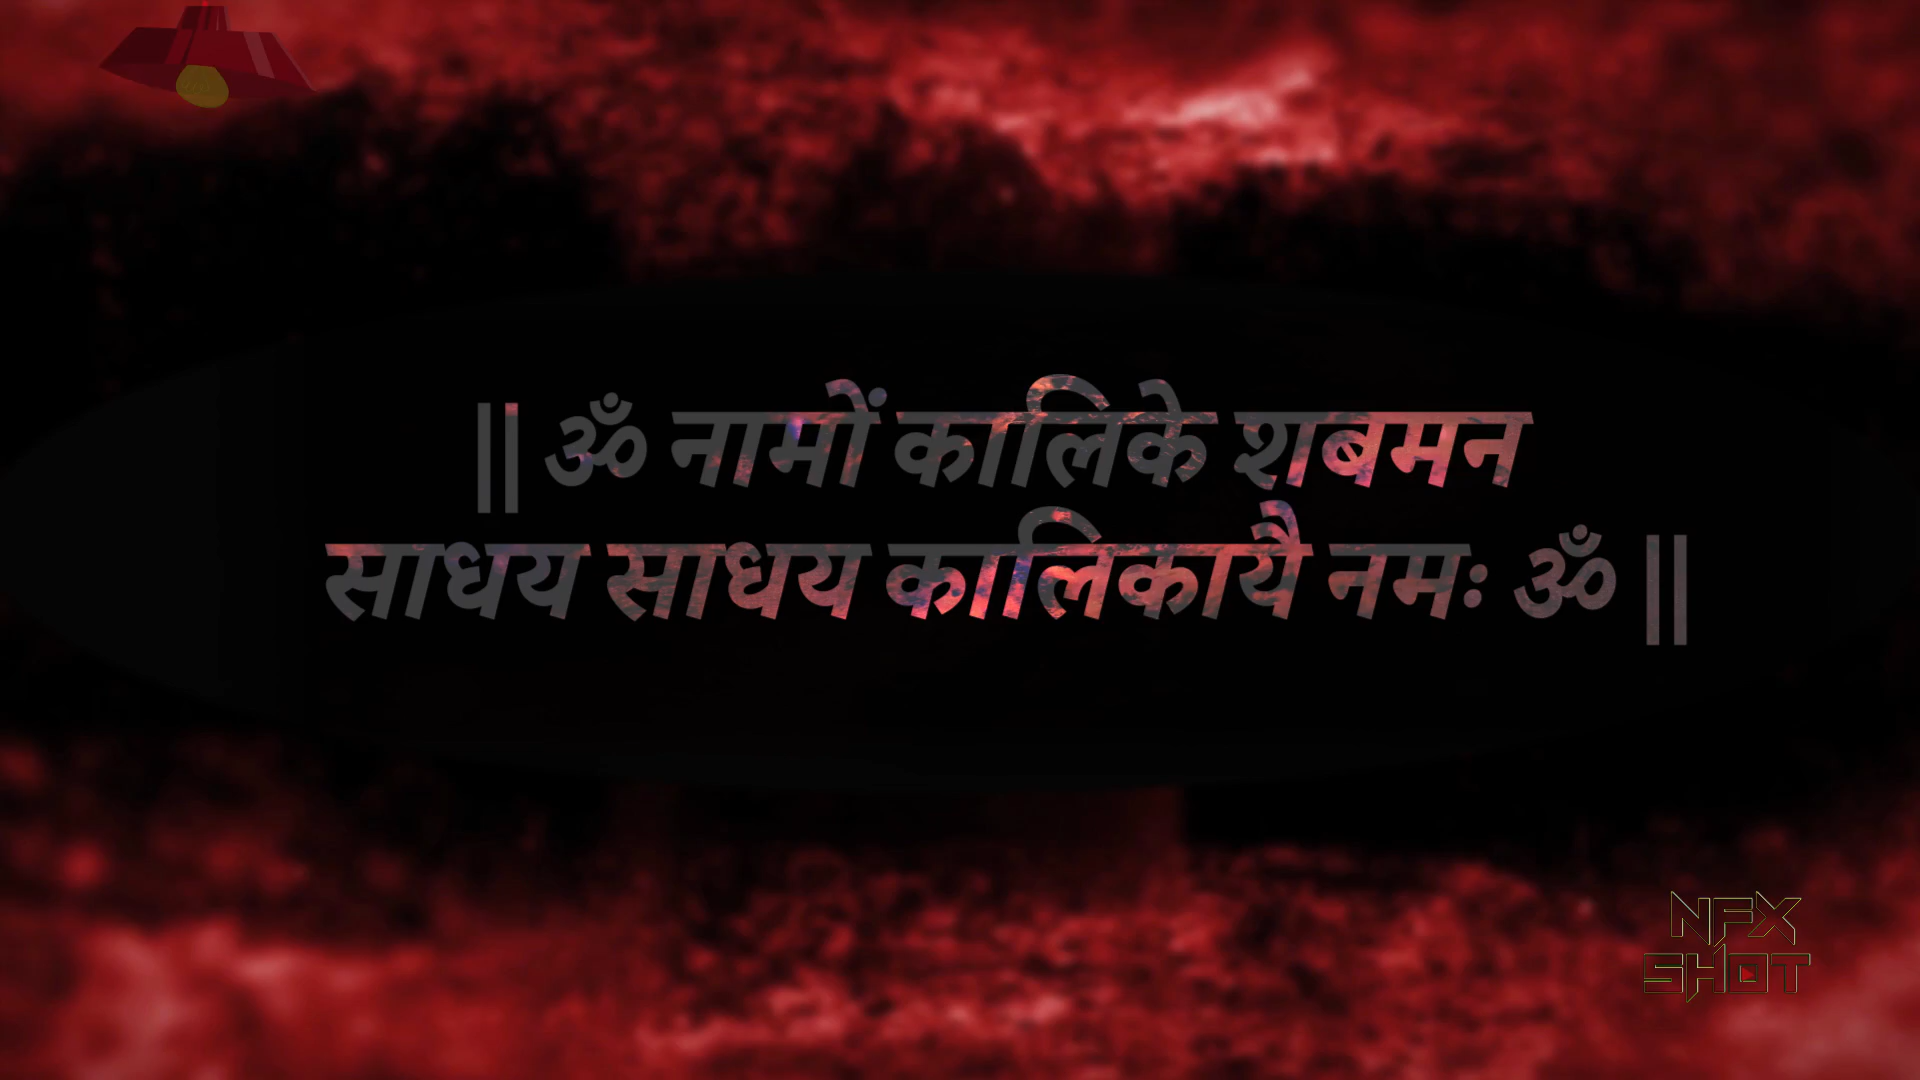 || ॐ नामों कालिके शबमन
साधय साधय कालिकायै नमः ॐ ||
NFX
SHOT